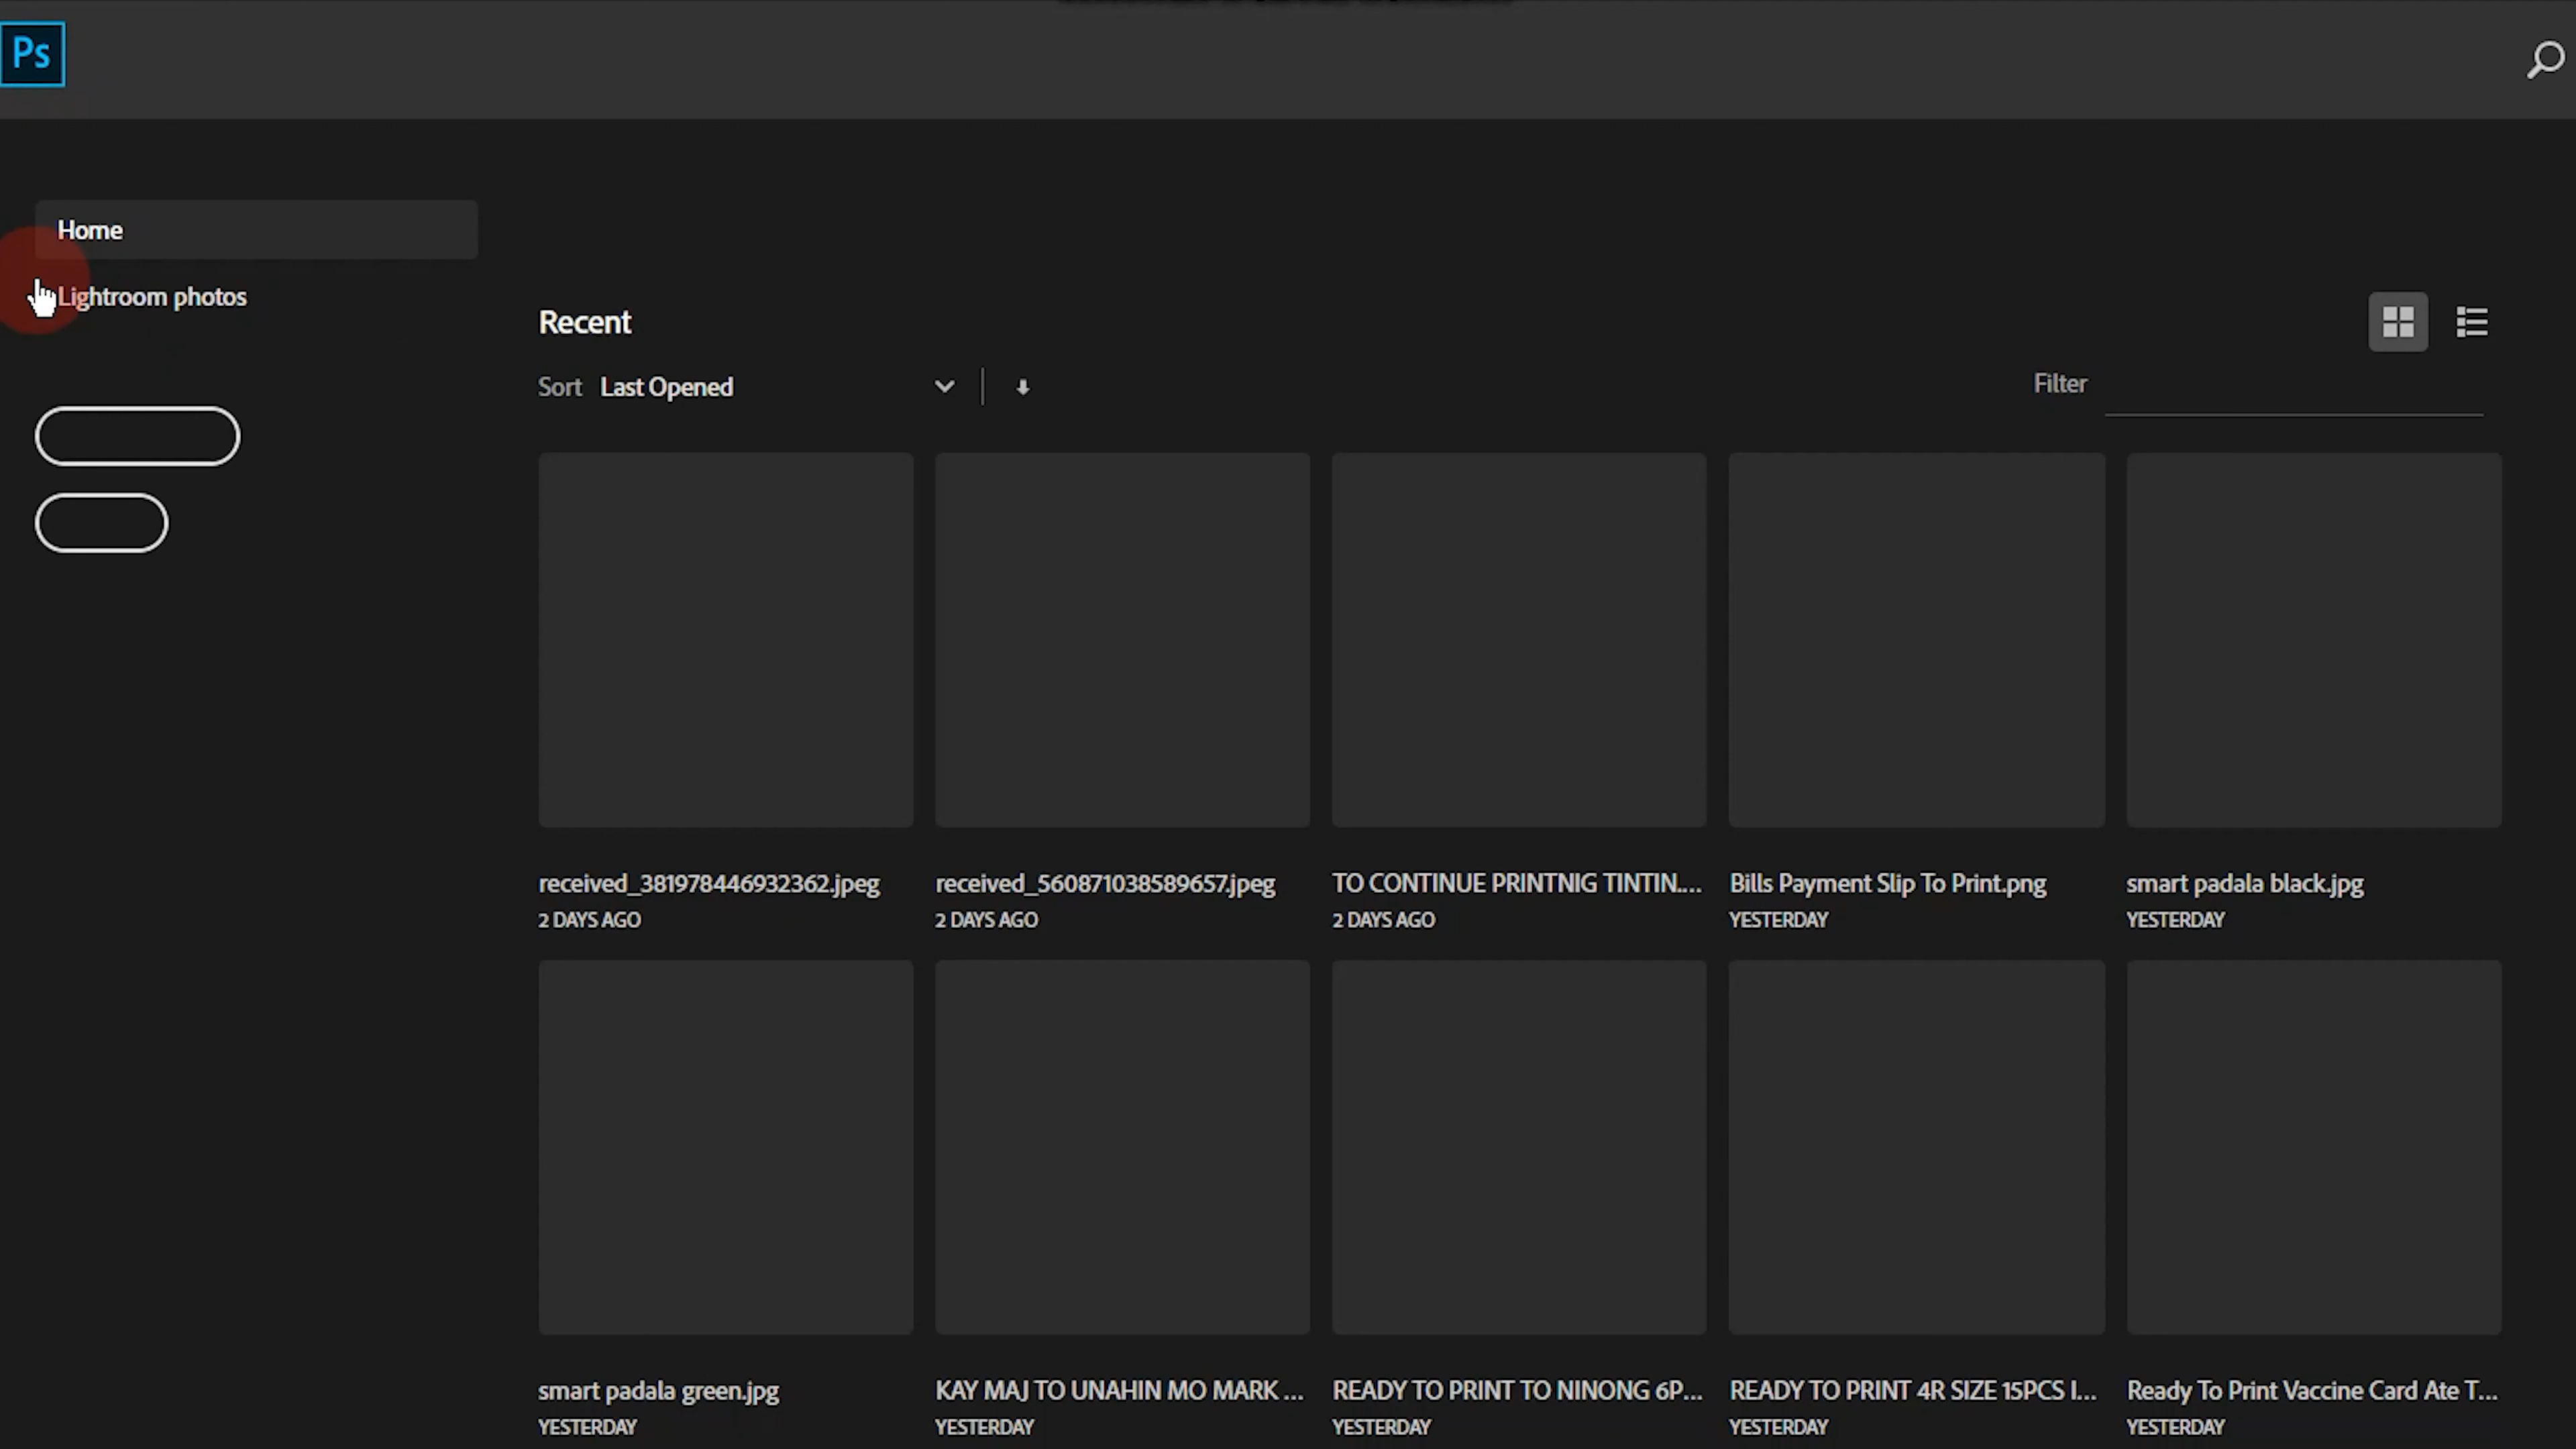 Ps
Home
Lightroom photos
Recent
Sort Last Opened
Filter
received_381978446932362.jpeg
2 DAYS AGO
received_560871038589657.jpeg
2 DAYS AGO
TO CONTINUE PRINTNIG TINTIN....
2 DAYS AGO
Bills Payment Slip To Print.png
YESTERDAY
smart padala black.jpg
YESTERDAY
smart padala green.jpg
YESTERDAY
KAY MAJ TO UNAHIN MO MARK ...
YESTERDAY
READY TO PRINT TO NINONG 6P...
YESTERDAY
READY TO PRINT 4R SIZE 15PCS I...
YESTERDAY
Ready To Print Vaccine Card Ate T...
YESTERDAY